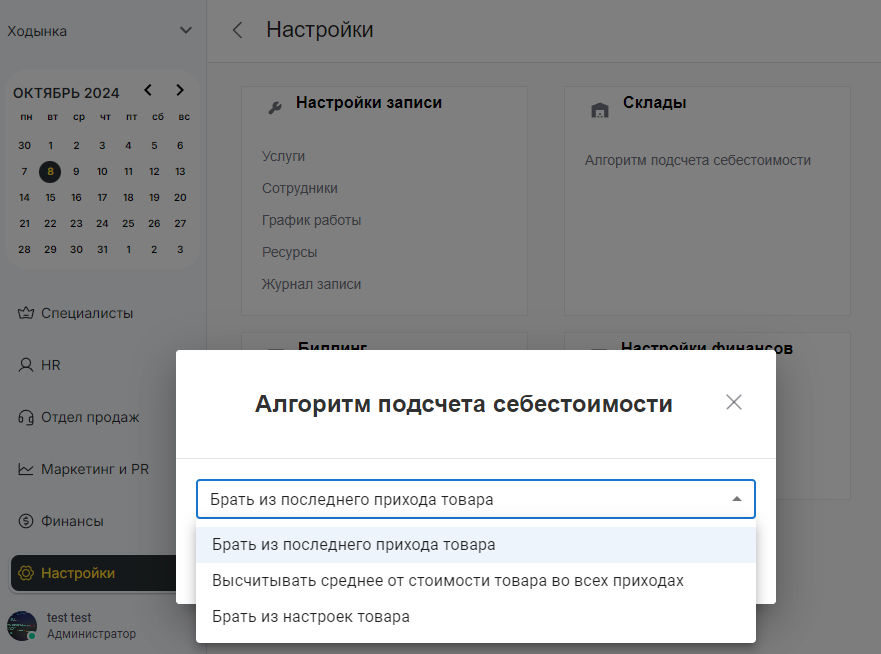 Ходынка
Настройки
ОКТЯБРЬ 2024
пн вт ср чт пт сб вс
30 1 2 3 4 5 6
7 8 9 10 11 12 13
14 15 16 17 18 19 20
21 22 23 24 25 26 27
28 29 30 31 1 2 3
Специалисты
HR
Отдел продаж
Маркетинг и PR
Финансы
Настройки
test test
Администратор
Настройки записи
Услуги
Сотрудники
График работы
Ресурсы
Журнал записи
Склады
Алгоритм подсчета себестоимости
Биллинг
Настройки финансов
Алгоритм подсчета себестоимости
Брать из последнего прихода товара
Брать из последнего прихода товара
Высчитывать среднее от стоимости товара во всех приходах
Брать из настроек товара